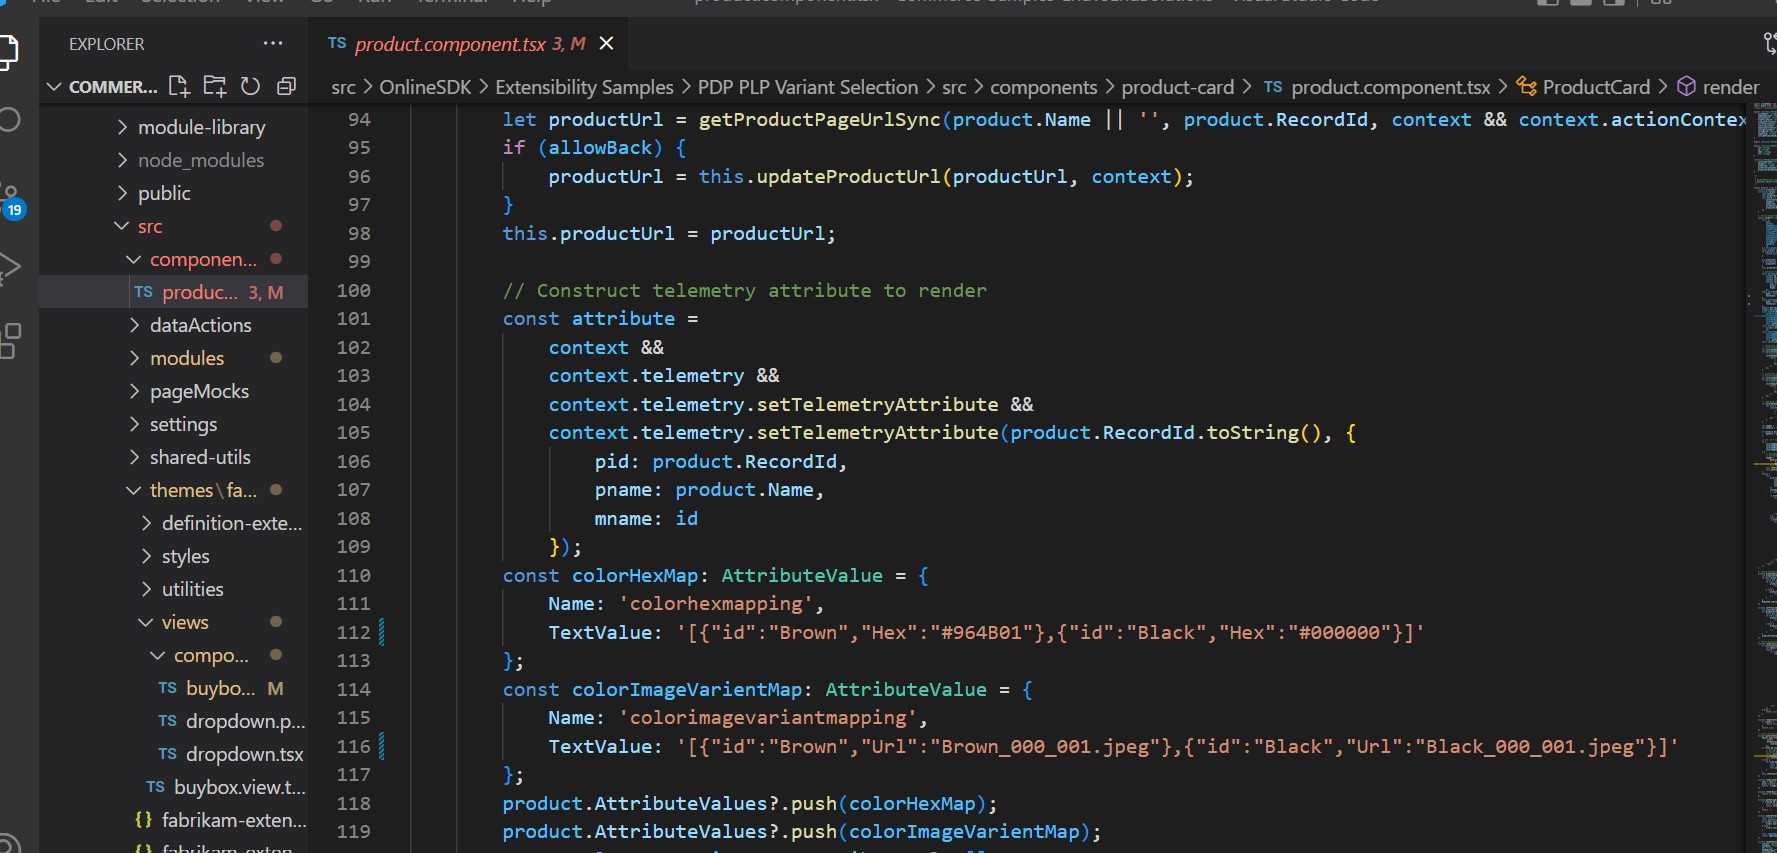 EXPLORER ...
TS product.component.tsx 3, M ×
COMMER...
src > OnlineSDK > Extensibility Samples > PDP PLP Variant Selection > src > components > product-card > TS product.component.tsx > ProductCard > render
module-library
node_modules
public
src
componen...
TS produc... 3, M
dataActions
modules
pageMocks
settings
shared-utils
themes\fa...
definition-exte...
styles
utilities
views
compo...
TS buybo... M
TS dropdown.p...
TS dropdown.tsx
TS buybox.view.t...
{} fabrikam-exten...
19
94 let productUrl = getProductPageUrlSync(product.Name || '', product.RecordId, context && context.actionContex
95 if (allowBack) {
96 productUrl = this.updateProductUrl(productUrl, context);
97 }
98 this.productUrl = productUrl;
99
100 // Construct telemetry attribute to render
101 const attribute =
102 context &&
103 context.telemetry &&
104 context.telemetry.setTelemetryAttribute &&
105 context.telemetry.setTelemetryAttribute(product.RecordId.toString(), {
106 pid: product.RecordId,
107 pname: product.Name,
108 mname: id
109 });
110 const colorHexMap: AttributeValue = {
111 Name: 'colorhexmapping',
112 TextValue: '[{"id":"Brown","Hex":"#964B01"},{"id":"Black","Hex":"#000000"}]'
113 };
114 const colorImageVarientMap: AttributeValue = {
115 Name: 'colorimagevariantmapping',
116 TextValue: '[{"id":"Brown","Url":"Brown_000_001.jpeg"},{"id":"Black","Url":"Black_000_001.jpeg"}]'
117 };
118 product.AttributeValues?.push(colorHexMap);
119 product.AttributeValues?.push(colorImageVarientMap);